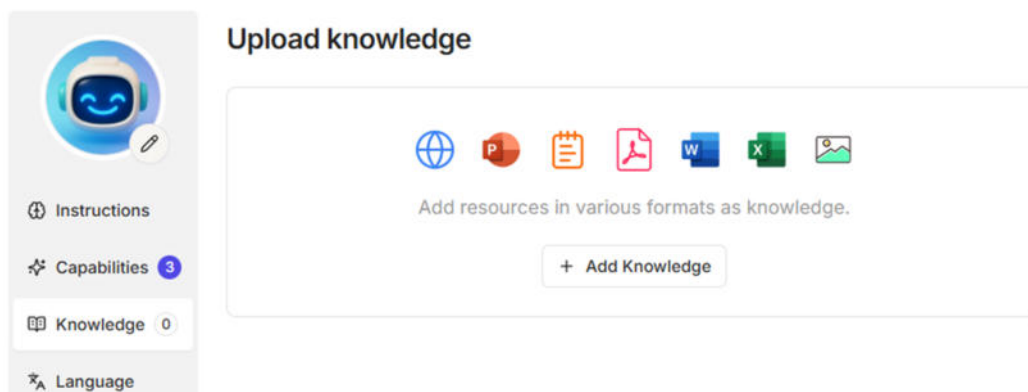 Upload knowledge
P
W
X
Add resources in various formats as knowledge.
+ Add Knowledge
Instructions
Capabilities 3
Knowledge 0
Language